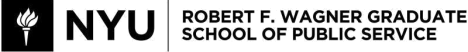 NYU
ROBERT F. WAGNER GRADUATE
SCHOOL OF PUBLIC SERVICE